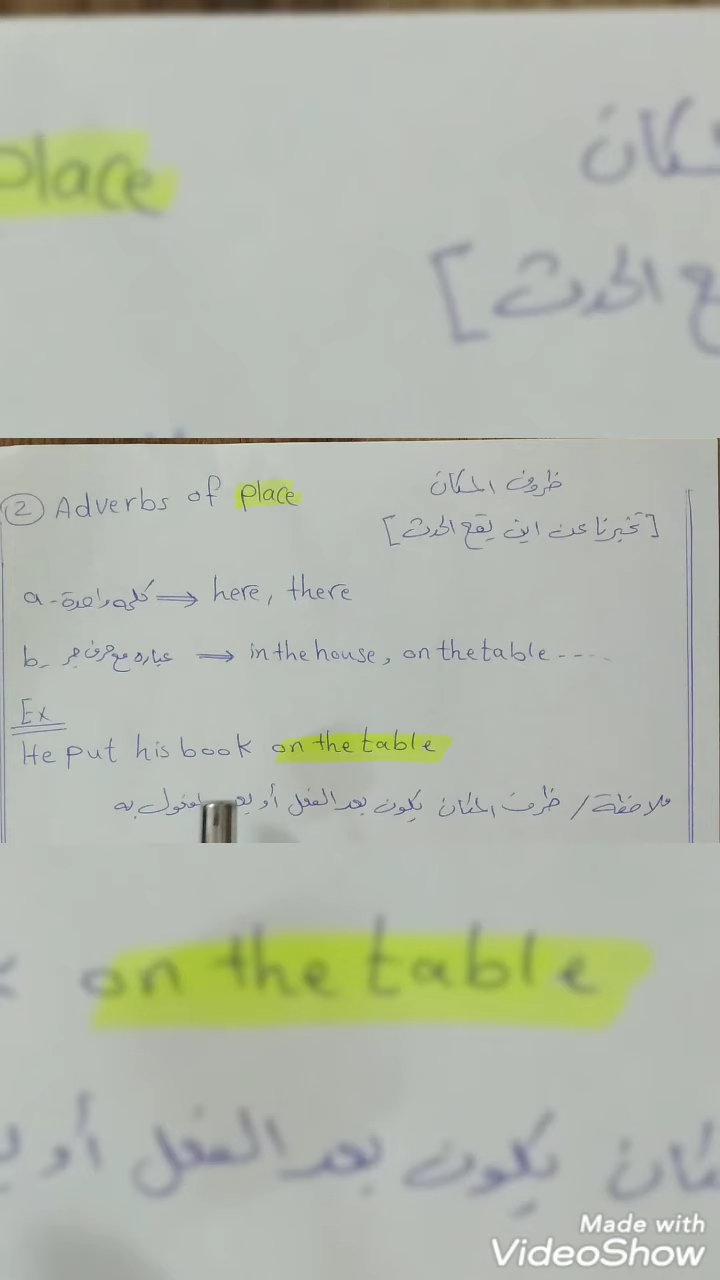 place
② Adverbs of place ظروف المكان
[تخبرنا عن اين يقع الحدث]
a- كلمه واحدة ⟹ here, there
b- عباره مع حرف جر ⟹ in the house, on the table ----
Ex
He put his book on the table
ملاحظة / ظرف المكان يكون بعد الفعل أو بعد المفعول به
on the table
يكون بعد الفعل أو
Made with
VideoShow